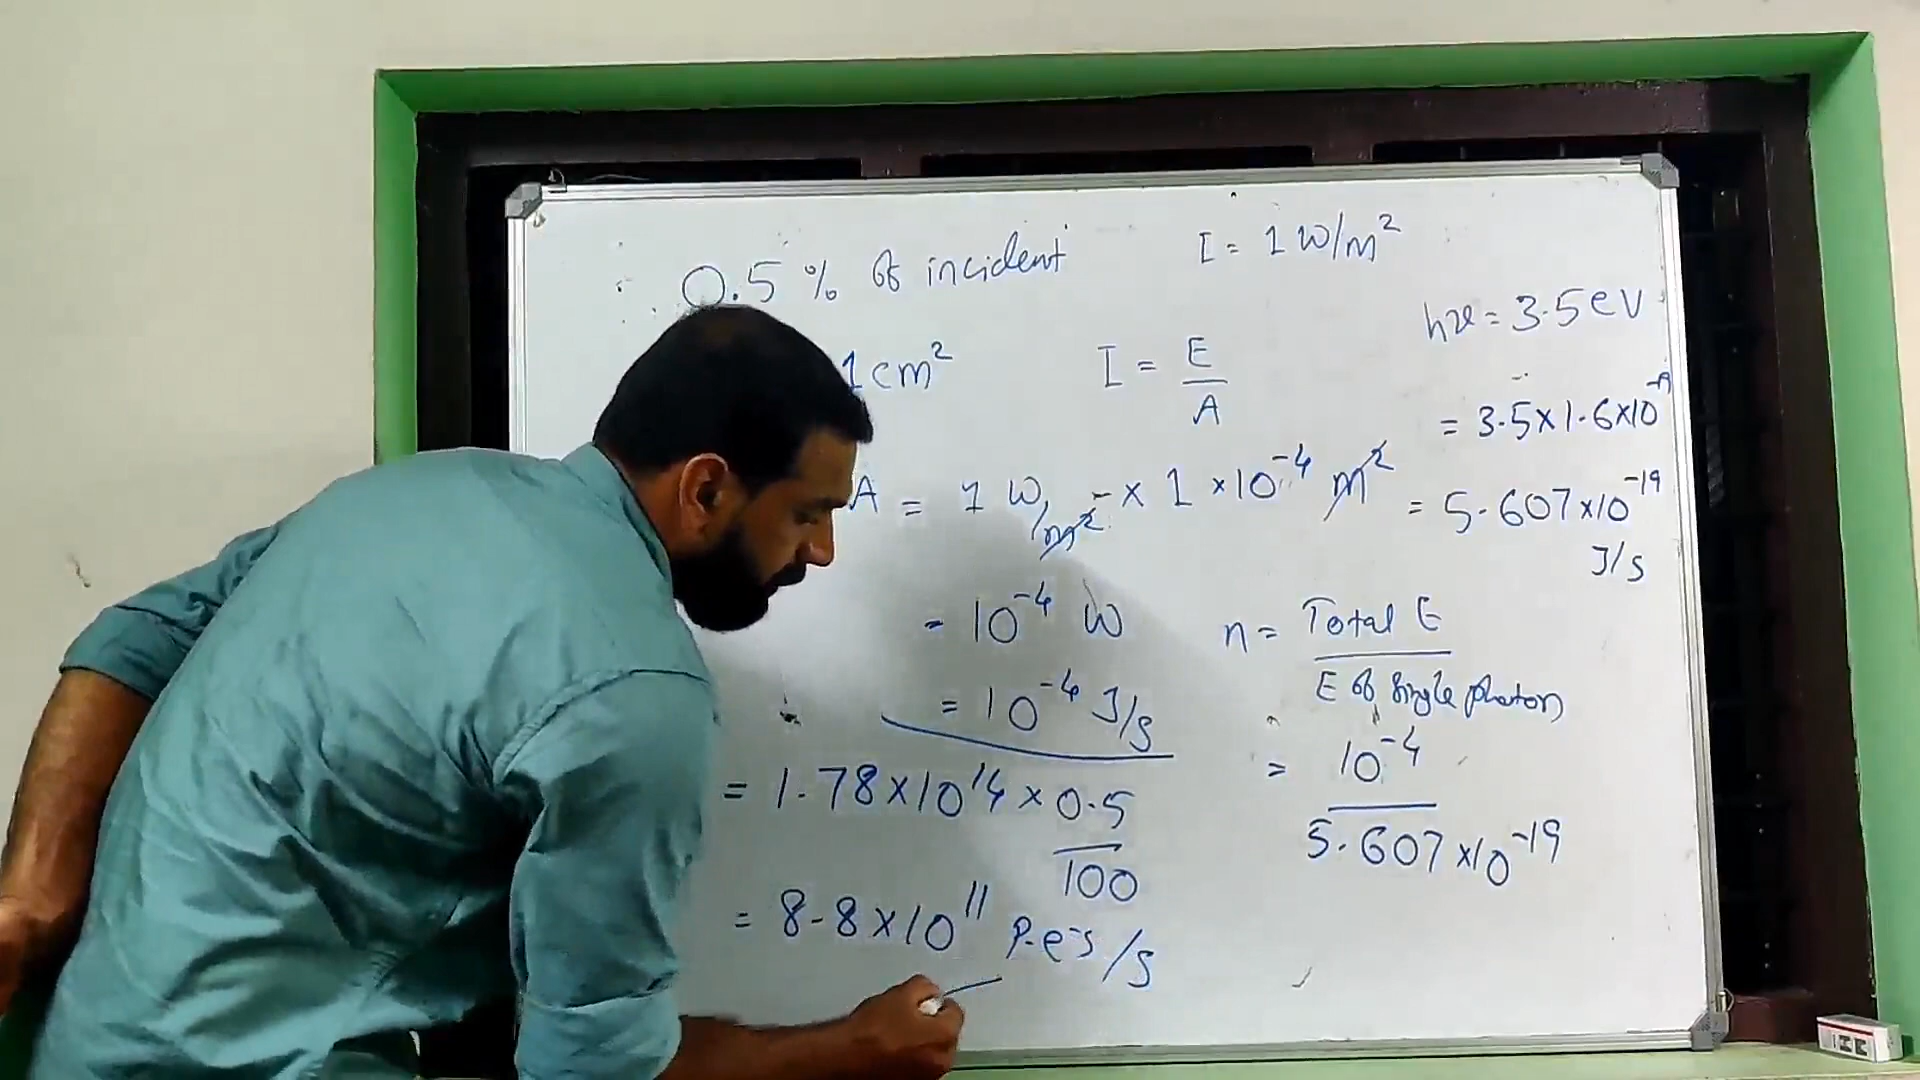 0.5 % of incident
I = 1 W/m²
hν = 3.5 eV
1 cm²
I = E/A
= 3.5 × 1.6 × 10⁻¹⁹
A = 1 W/m² × 1 × 10⁻⁴ m²
= 5.607 × 10⁻¹⁹
J/s
= 10⁻⁴ W
= 10⁻⁴ J/s
n = Total E / E of single photon
= 10⁻⁴ / 5.607 × 10⁻¹⁹
= 1.78 × 10¹⁴ × 0.5/100
= 8.8 × 10¹¹ p.e⁻s/s